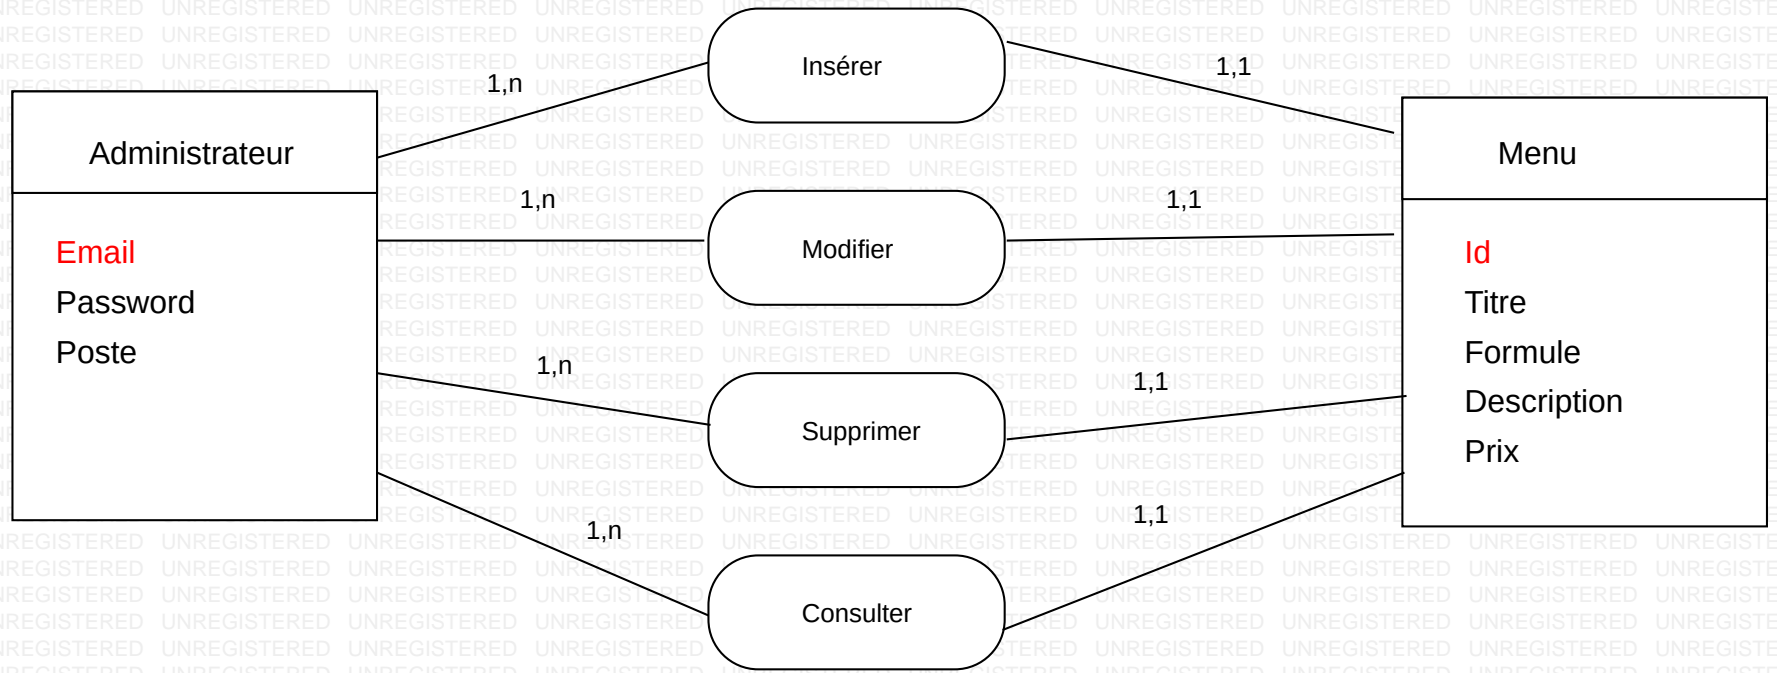 Insérer
1,n
1,1
Administrateur
Menu
1,n
1,1
Modifier
Email
Password
Poste
Id
Titre
Formule
Description
Prix
1,n
1,1
Supprimer
1,n
1,1
Consulter
UNREGISTERED